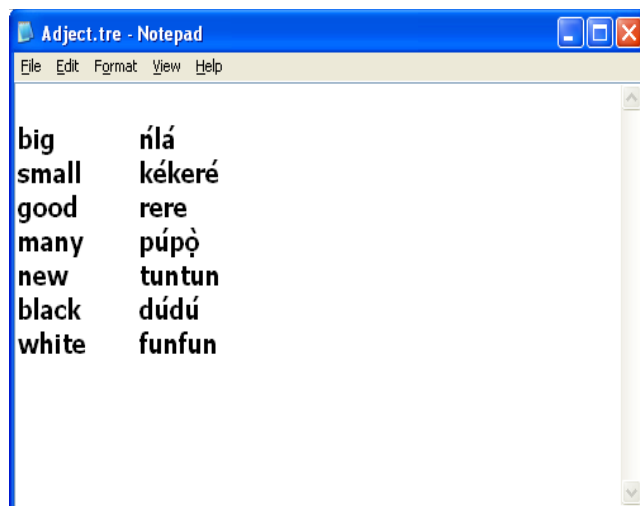 Adject.tre - Notepad
File Edit Format View Help
big ńlá
small kékeré
good rere
many púpọ̀
new tuntun
black dúdú
white funfun